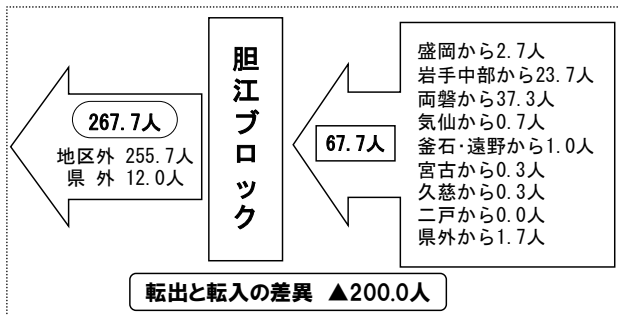 267.7人
地区外 255.7人
県 外 12.0人
胆江ブロック
67.7人
盛岡から2.7人
岩手中部から23.7人
両磐から37.3人
気仙から0.7人
釜石・遠野から1.0人
宮古から0.3人
久慈から0.3人
二戸から0.0人
県外から1.7人
転出と転入の差異 ▲200.0人